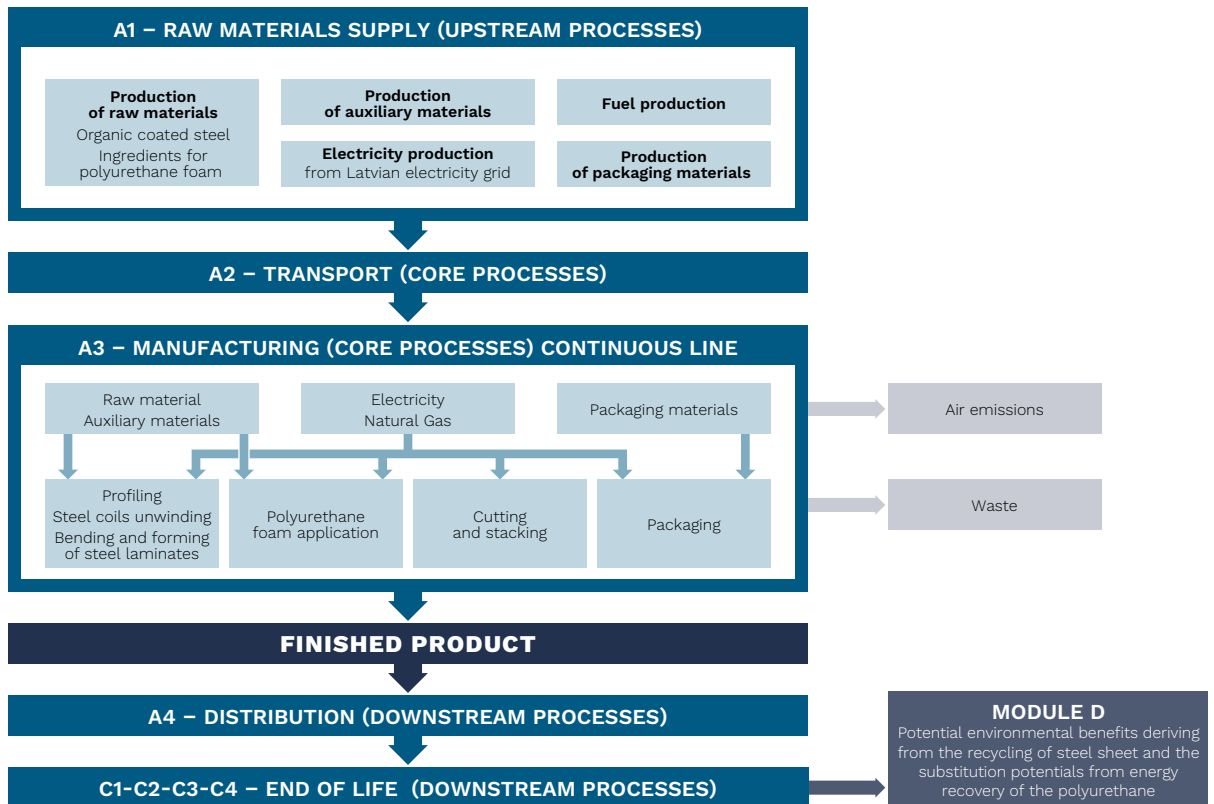 A1 – RAW MATERIALS SUPPLY (UPSTREAM PROCESSES)
Production
of raw materials
Organic coated steel
Ingredients for
polyurethane foam
Production
of auxiliary materials
Fuel production
Electricity production
from Latvian electricity grid
Production
of packaging materials
A2 – TRANSPORT (CORE PROCESSES)
A3 – MANUFACTURING (CORE PROCESSES) CONTINUOUS LINE
Raw material
Auxiliary materials
Electricity
Natural Gas
Packaging materials
Air emissions
Profiling
Steel coils unwinding
Bending and forming
of steel laminates
Polyurethane
foam application
Cutting
and stacking
Packaging
Waste
FINISHED PRODUCT
A4 – DISTRIBUTION (DOWNSTREAM PROCESSES)
C1-C2-C3-C4 – END OF LIFE (DOWNSTREAM PROCESSES)
MODULE D
Potential environmental benefits deriving
from the recycling of steel sheet and the
substitution potentials from energy
recovery of the polyurethane